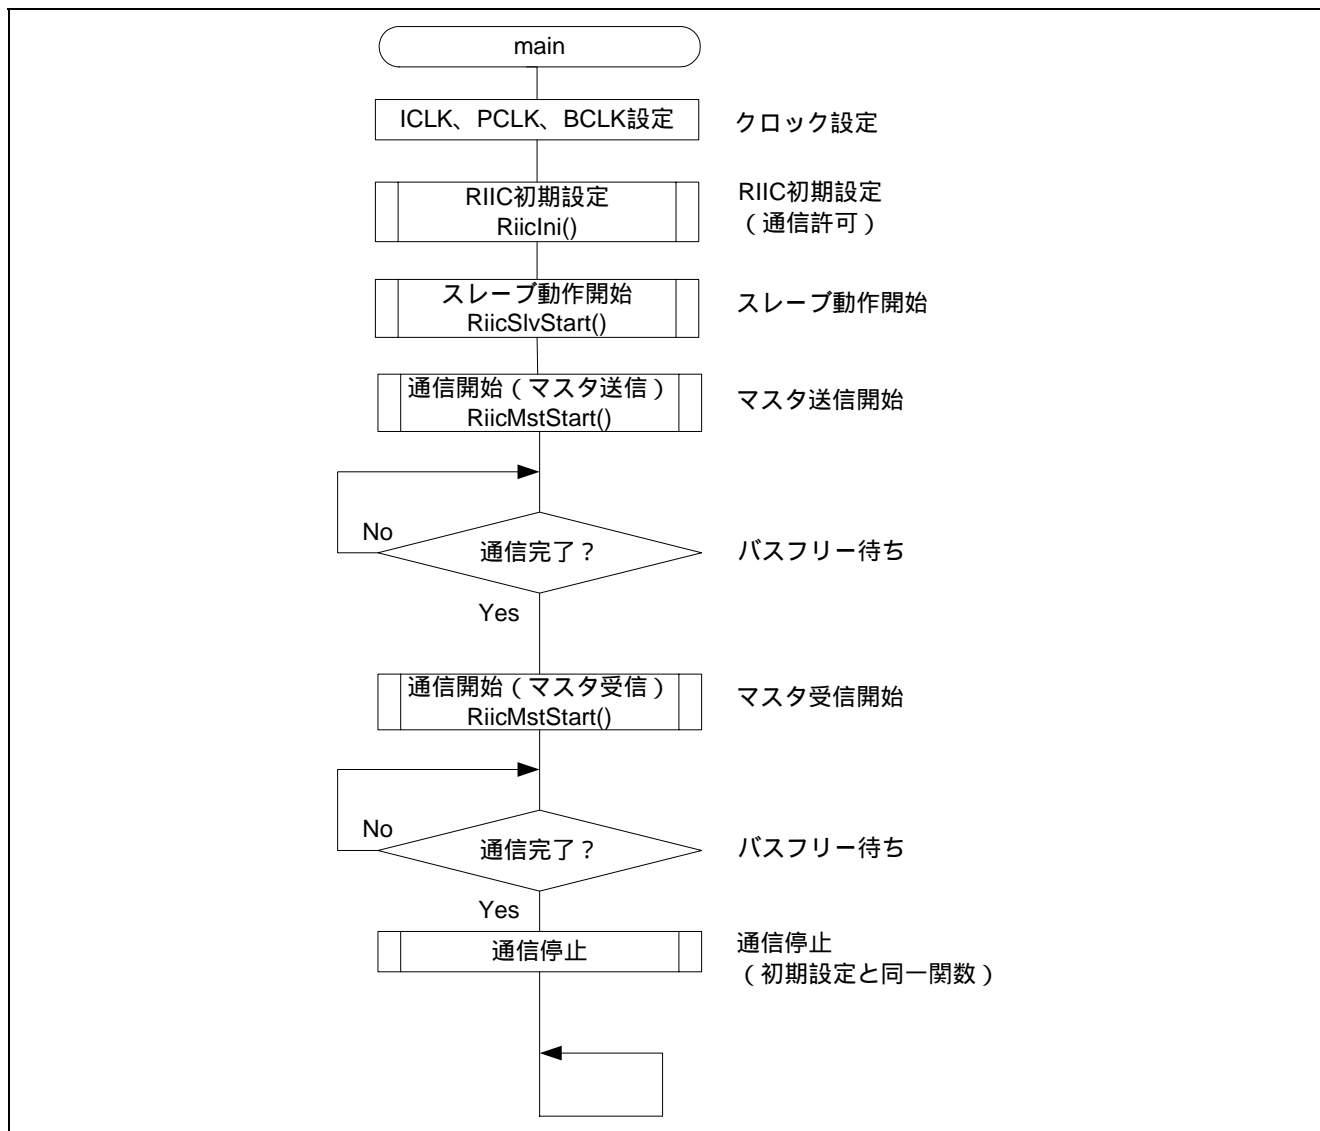 main
ICLK、PCLK、BCLK設定
クロック設定
RIIC初期設定
RiicIni()
RIIC初期設定
（通信許可）
スレーブ動作開始
RiicSlvStart()
スレーブ動作開始
通信開始（マスタ送信）
RiicMstStart()
マスタ送信開始
No
通信完了？
バスフリー待ち
Yes
通信開始（マスタ受信）
RiicMstStart()
マスタ受信開始
No
通信完了？
バスフリー待ち
Yes
通信停止
通信停止
（初期設定と同一関数）